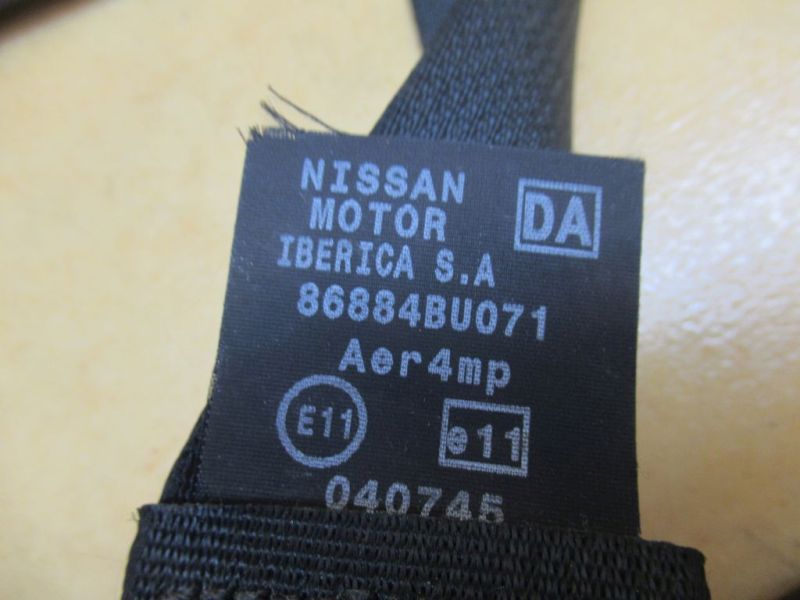 NISSAN
MOTOR
IBERICA S.A
DA
86884BU071
Aer4mp
E11
e11
040745